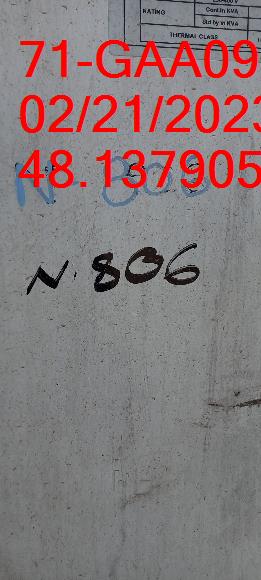 RATING
Cont.in KVA
Std by in KVA
THERMAL CLASS
71-GAA09
02/21/2023
48.137905
N. 806